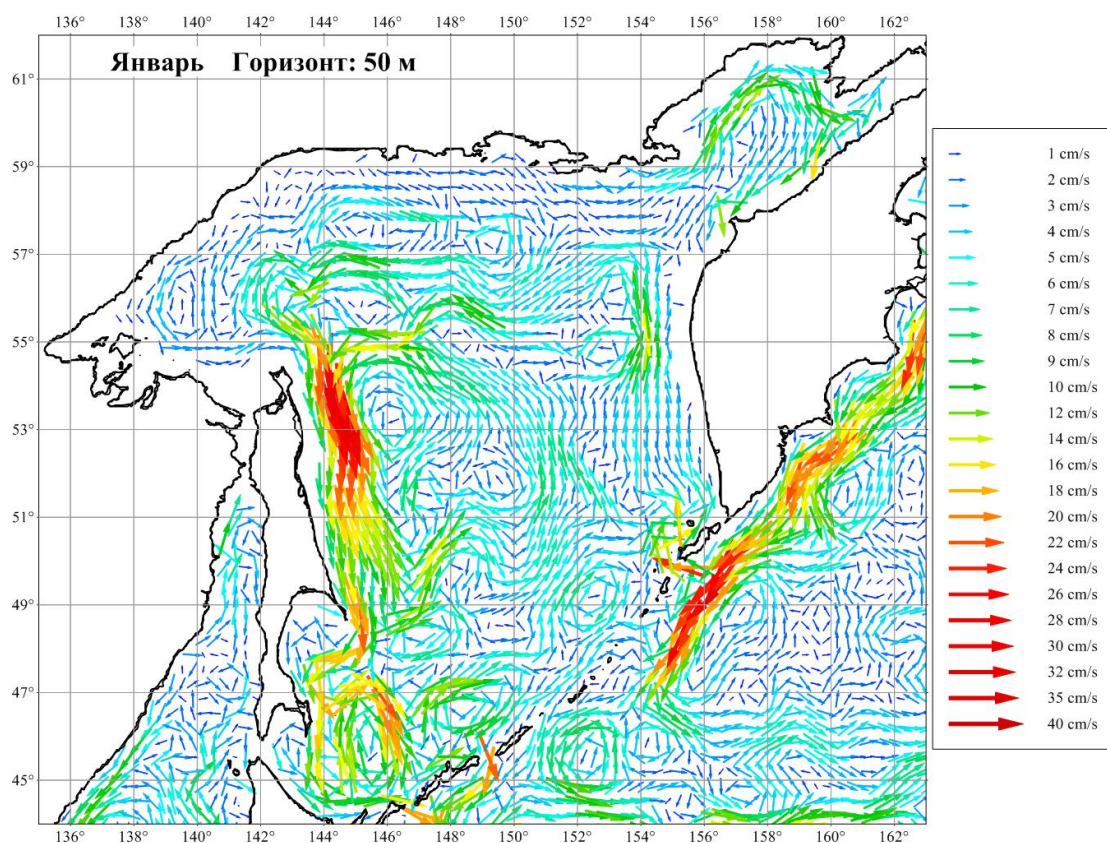 136° 138° 140° 142° 144° 146° 148° 150° 152° 154° 156° 158° 160° 162°
Январь Горизонт: 50 м
61°
59°
57°
55°
53°
51°
49°
47°
45°
136° 138° 140° 142° 144° 146° 148° 150° 152° 154° 156° 158° 160° 162°
1 cm/s
2 cm/s
3 cm/s
4 cm/s
5 cm/s
6 cm/s
7 cm/s
8 cm/s
9 cm/s
10 cm/s
12 cm/s
14 cm/s
16 cm/s
18 cm/s
20 cm/s
22 cm/s
24 cm/s
26 cm/s
28 cm/s
30 cm/s
32 cm/s
35 cm/s
40 cm/s